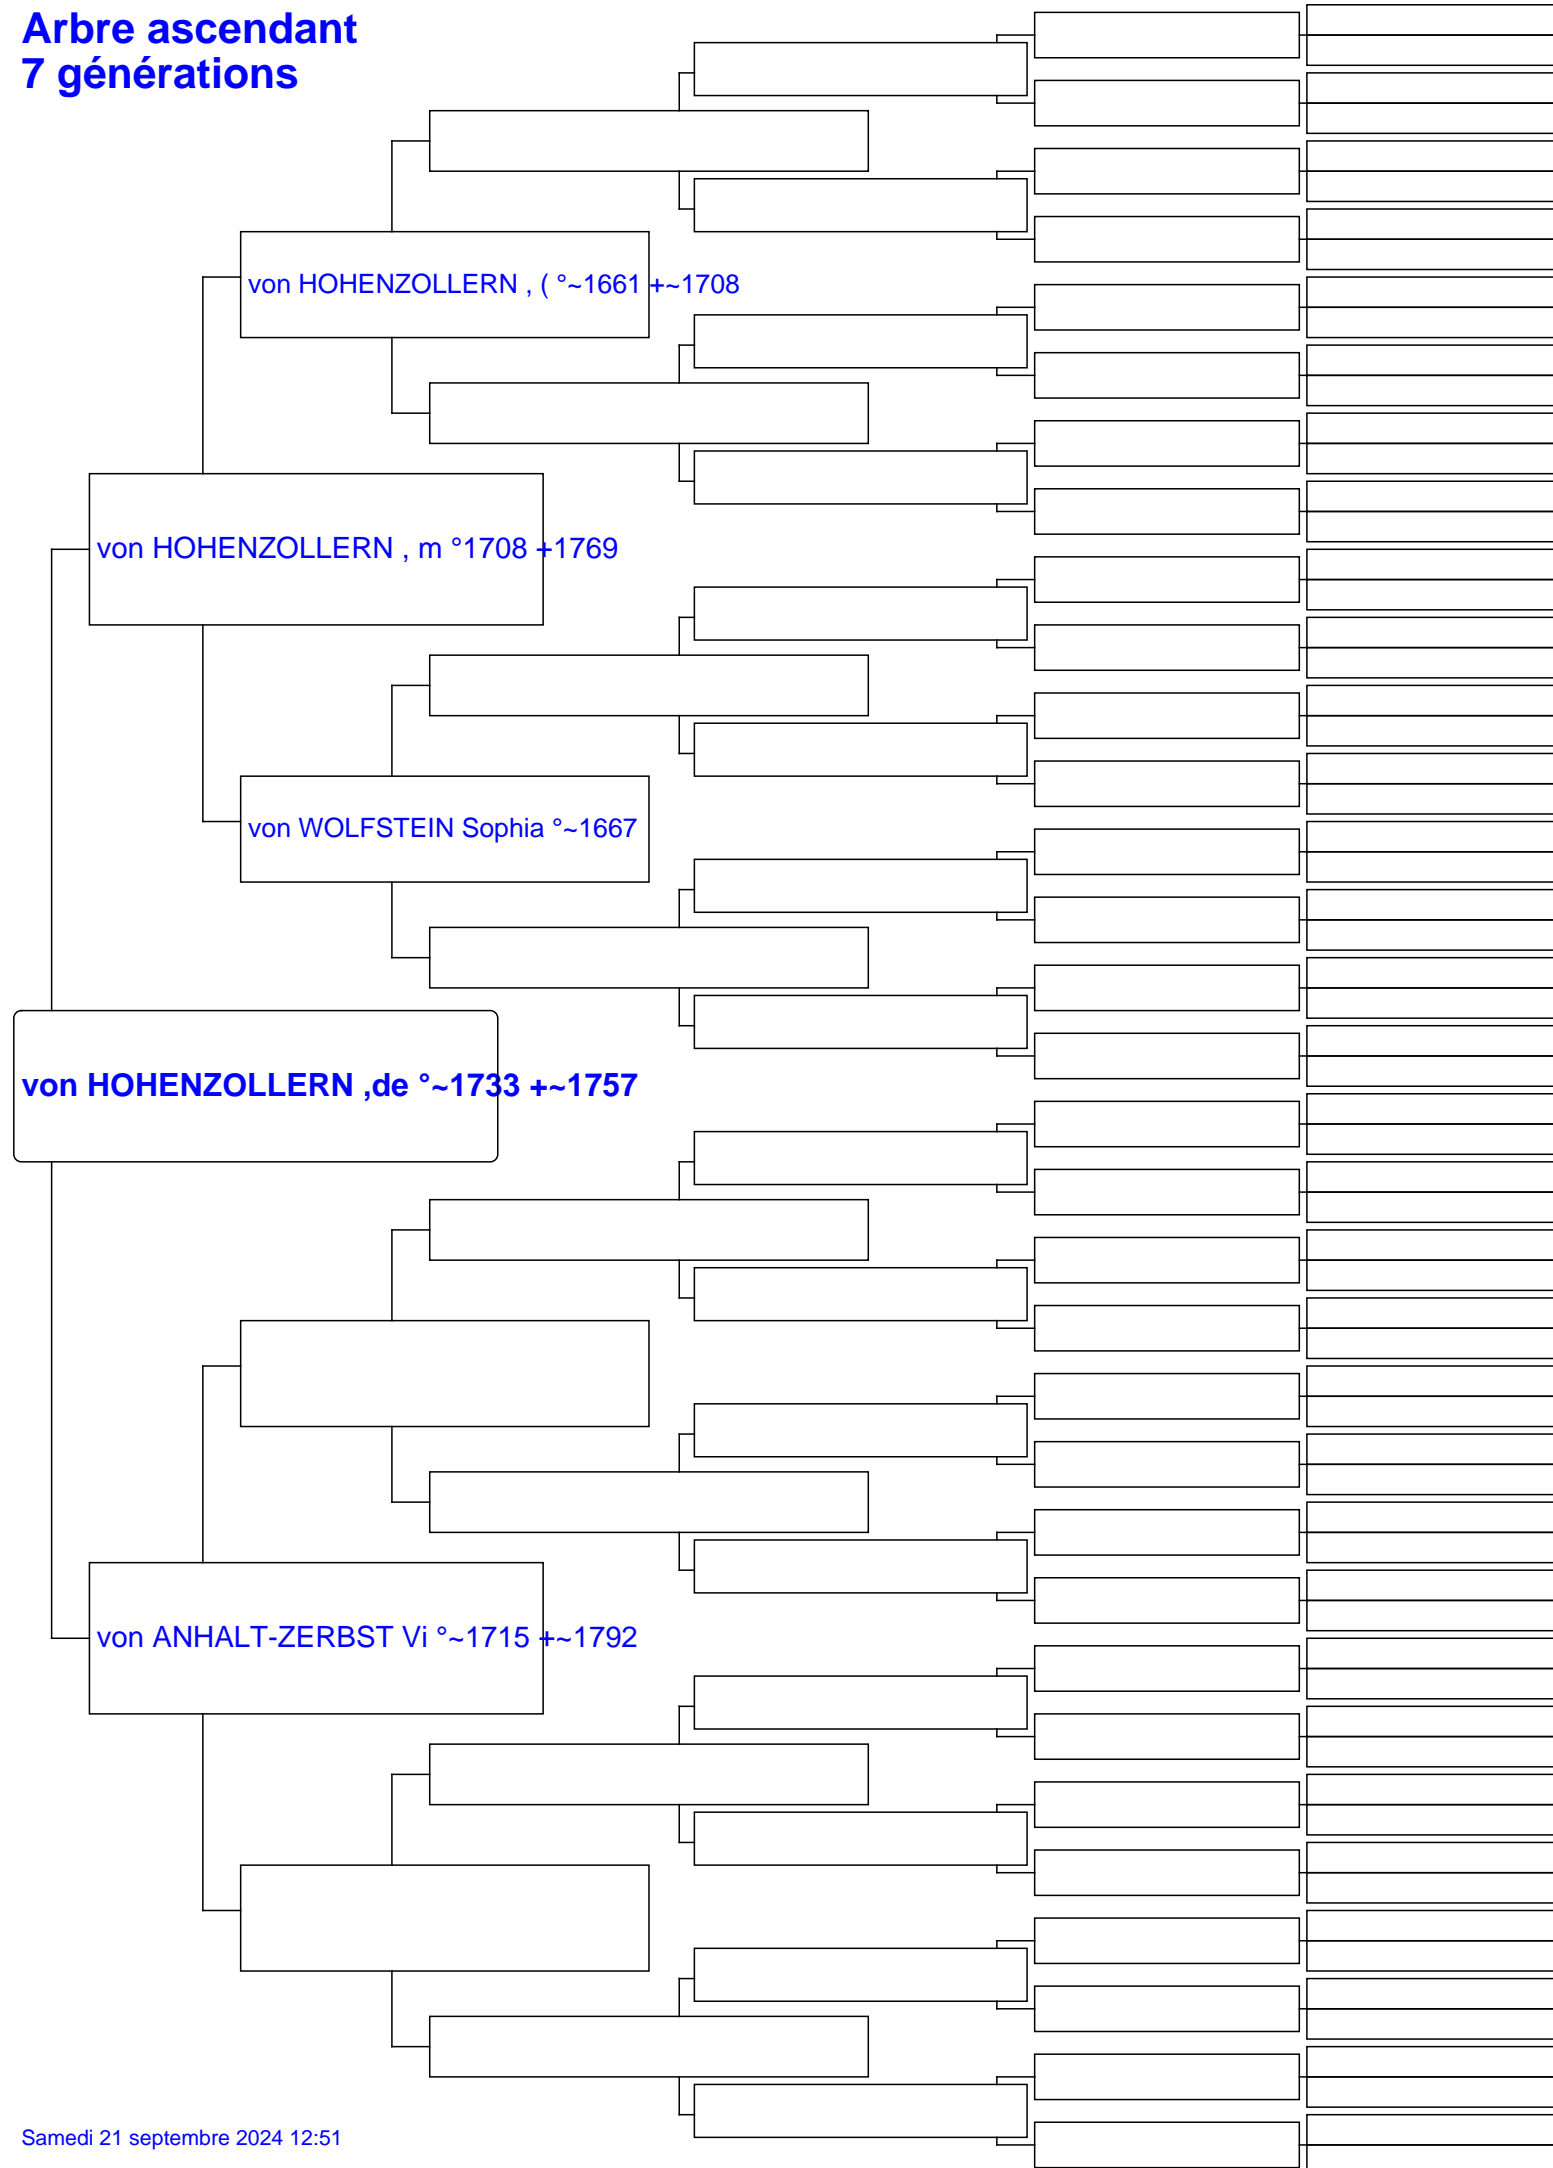 Arbre ascendant
7 générations
von HOHENZOLLERN , ( °~1661 +~1708
von HOHENZOLLERN , m °1708 +1769
von WOLFSTEIN Sophia °~1667
von HOHENZOLLERN ,de °~1733 +~1757
von ANHALT-ZERBST Vi °~1715 +~1792
Samedi 21 septembre 2024 12:51